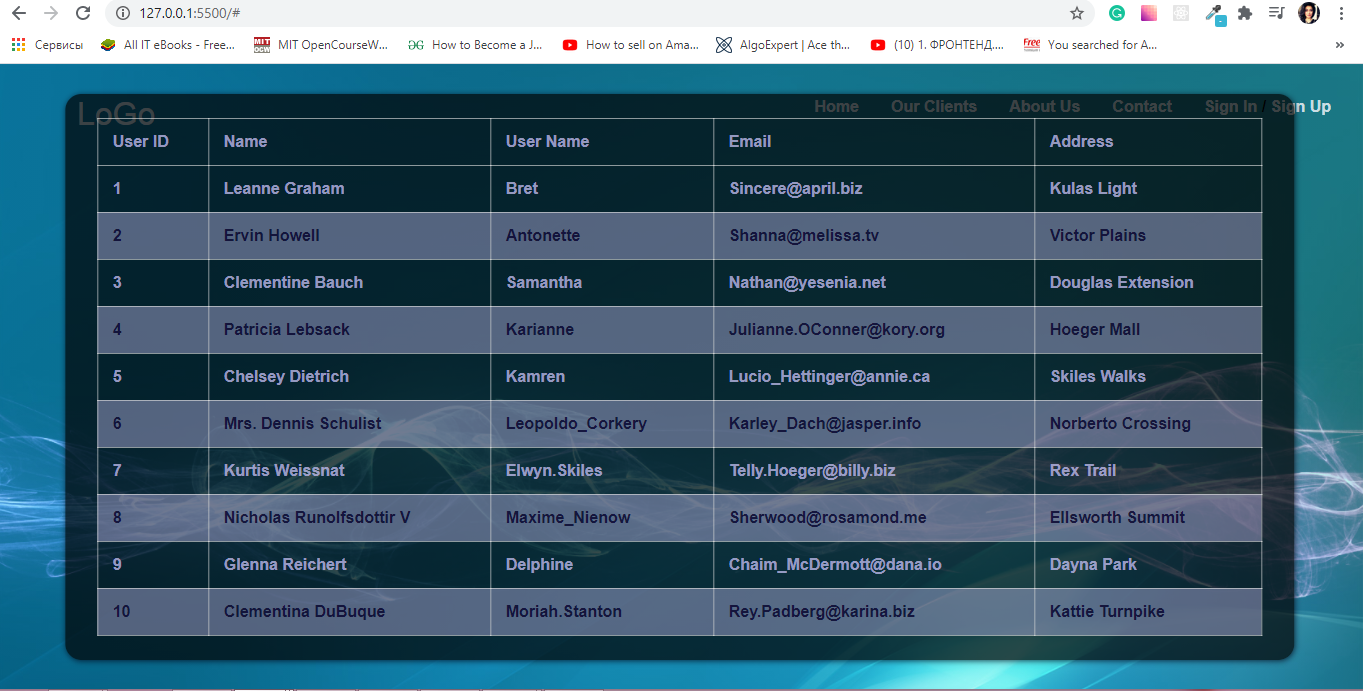 127.0.0.1:5500/#
Сервисы All IT eBooks - Free... MIT OpenCourseW... How to Become a J... How to sell on Ama... AlgoExpert | Ace th... (10) 1. ФРОНТЕНД.... You searched for A...
LoGo Home Our Clients About Us Contact Sign In / Sign Up
User ID Name User Name Email Address
1 Leanne Graham Bret Sincere@april.biz Kulas Light
2 Ervin Howell Antonette Shanna@melissa.tv Victor Plains
3 Clementine Bauch Samantha Nathan@yesenia.net Douglas Extension
4 Patricia Lebsack Karianne Julianne.OConner@kory.org Hoeger Mall
5 Chelsey Dietrich Kamren Lucio_Hettinger@annie.ca Skiles Walks
6 Mrs. Dennis Schulist Leopoldo_Corkery Karley_Dach@jasper.info Norberto Crossing
7 Kurtis Weissnat Elwyn.Skiles Telly.Hoeger@billy.biz Rex Trail
8 Nicholas Runolfsdottir V Maxime_Nienow Sherwood@rosamond.me Ellsworth Summit
9 Glenna Reichert Delphine Chaim_McDermott@dana.io Dayna Park
10 Clementina DuBuque Moriah.Stanton Rey.Padberg@karina.biz Kattie Turnpike